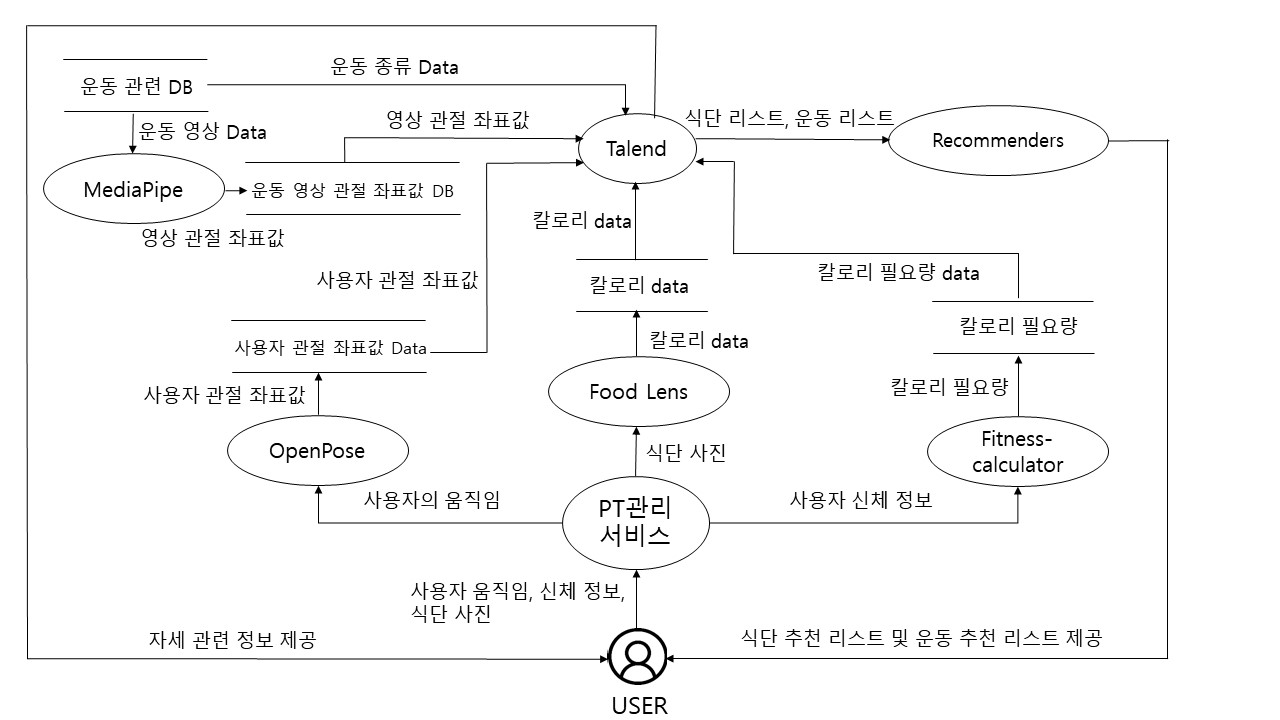 운동 종류 Data
운동 관련 DB
운동 영상 Data
영상 관절 좌표값
식단 리스트, 운동 리스트
Talend
Recommenders
MediaPipe
운동 영상 관절 좌표값 DB
영상 관절 좌표값
칼로리 data
사용자 관절 좌표값
칼로리 data
칼로리 필요량 data
칼로리 필요량
사용자 관절 좌표값 Data
칼로리 data
사용자 관절 좌표값
Food Lens
칼로리 필요량
OpenPose
식단 사진
Fitness-
calculator
사용자의 움직임
PT관리
서비스
사용자 신체 정보
사용자 움직임, 신체 정보,
식단 사진
자세 관련 정보 제공
식단 추천 리스트 및 운동 추천 리스트 제공
USER